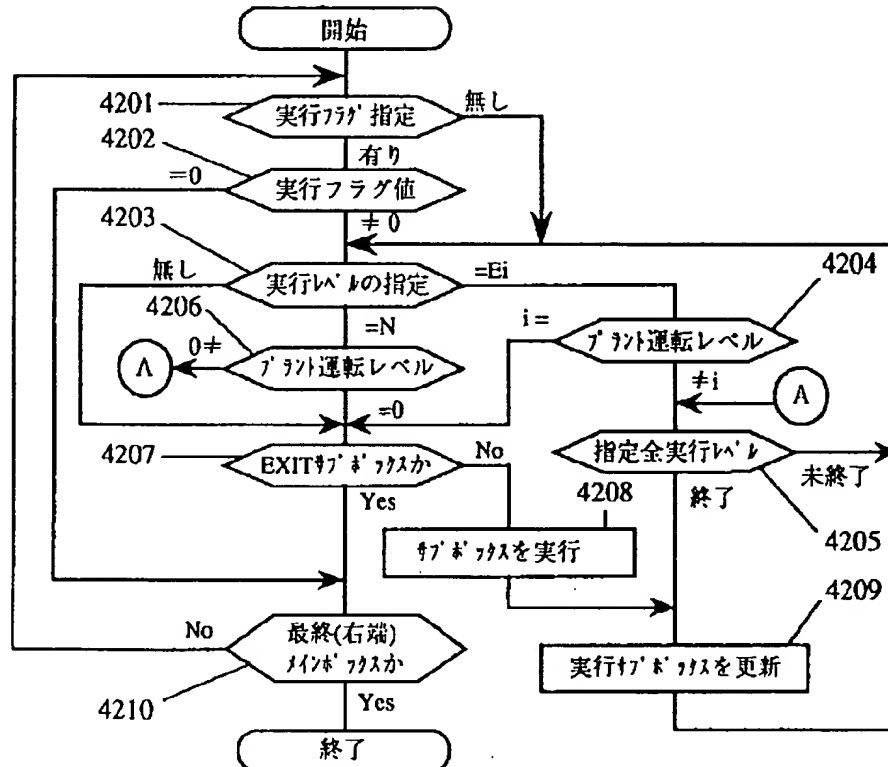 開始
4201
実行フラグ指定
無し
4202
有り
=0
実行フラグ値
4203
≠0
無し
実行レベルの指定
=Ei
4204
4206
=N
i=
プラント運転レベル
0≠
A
プラント運転レベル
≠i
A
=0
4207
EXITサブボックスか
No
指定全実行レベル
Yes
4208
終了
未終了
サブボックスを実行
4205
4209
No
最終(右端)
メインボックスか
実行サブボックスを更新
4210
Yes
終了